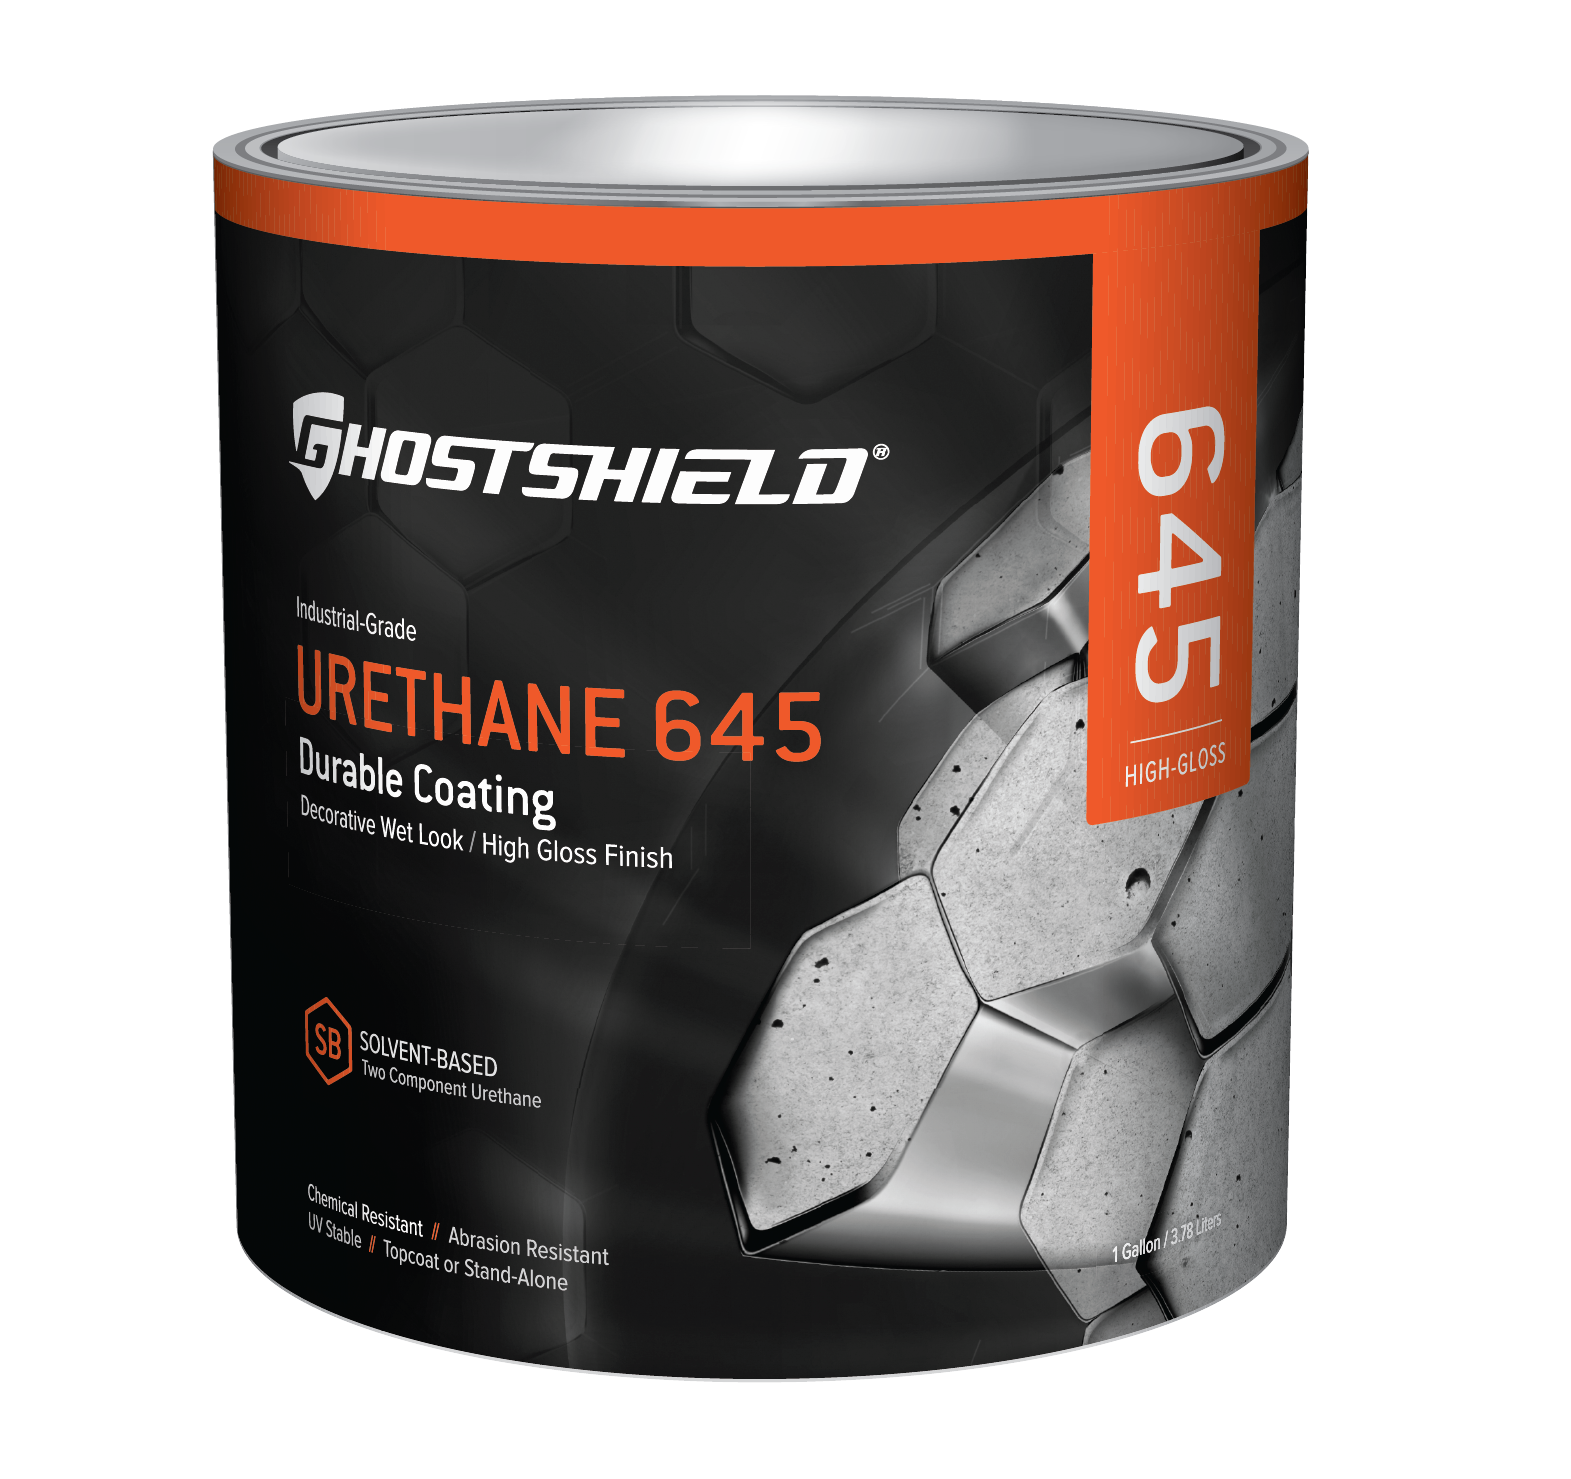 GHOSTSHIELD®
Industrial-Grade
URETHANE 645
Durable Coating
Decorative Wet Look / High Gloss Finish
SB
SOLVENT-BASED
Two Component Urethane
Chemical Resistant // Abrasion Resistant
UV Stable // Topcoat or Stand-Alone
645
HIGH-GLOSS
1 Gallon / 3.78 Liters